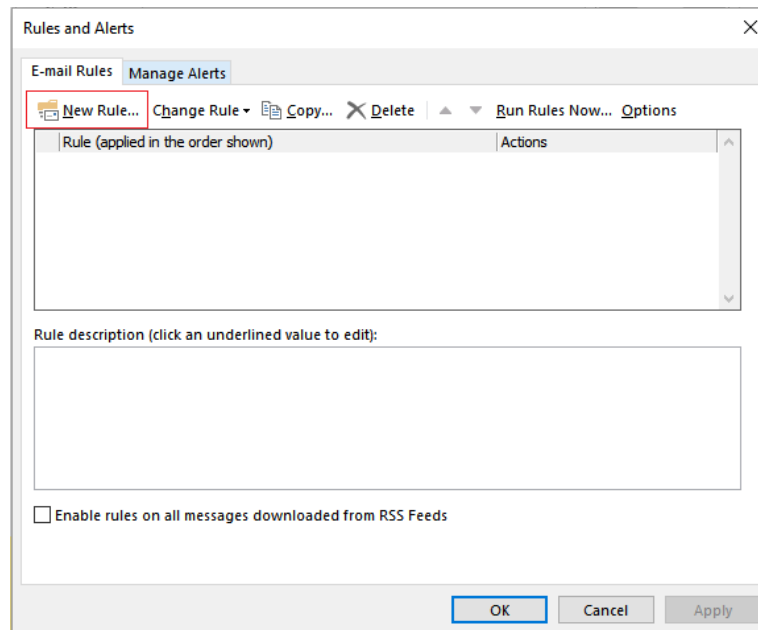 Rules and Alerts
E-mail Rules Manage Alerts
New Rule... Change Rule Copy... Delete Run Rules Now... Options
Rule (applied in the order shown) Actions
Rule description (click an underlined value to edit):
Enable rules on all messages downloaded from RSS Feeds
OK Cancel Apply